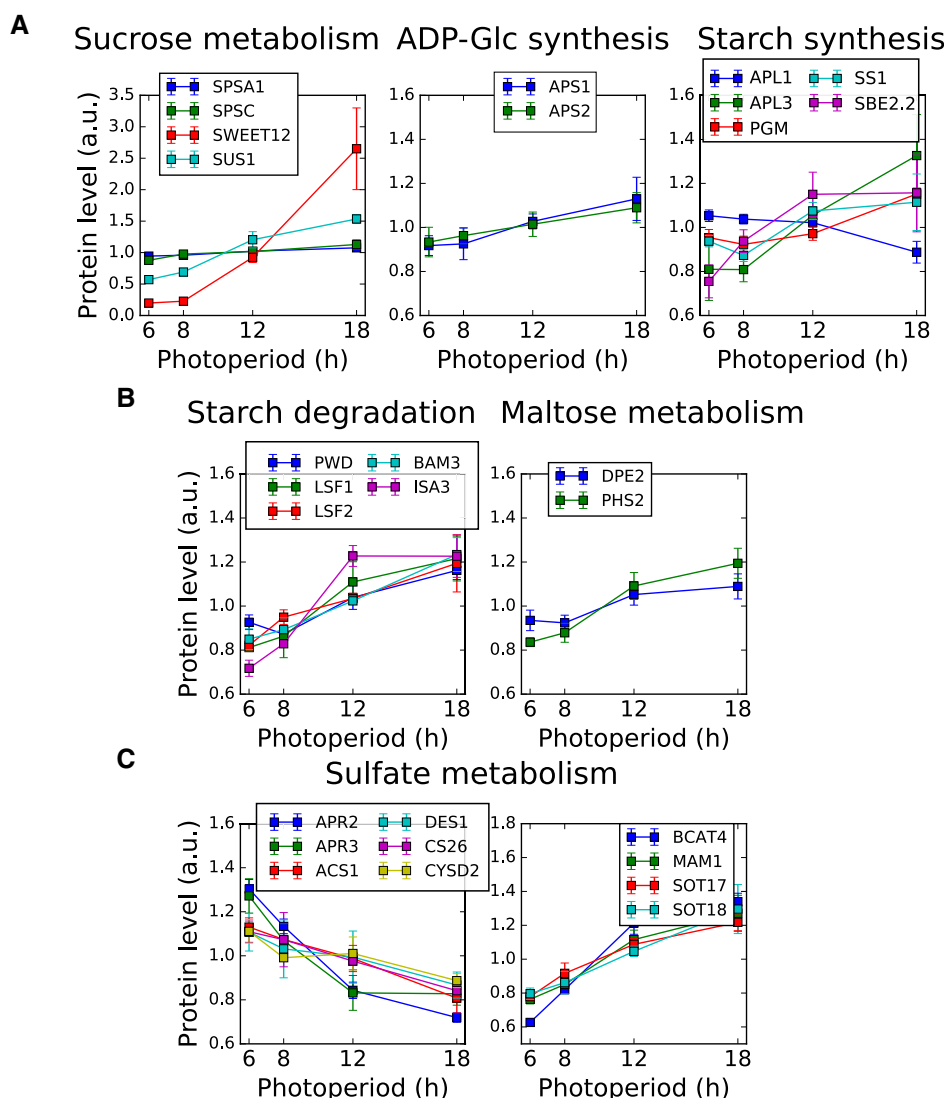 A
Sucrose metabolism ADP-Glc synthesis Starch synthesis
SPSA1
SPSC
SWEET12
SUS1
APS1
APS2
APL1 SS1
APL3 SBE2.2
PGM
Protein level (a.u.)
3.5
3.0
2.5
2.0
1.5
1.0
0.5
0.0
6 8 12 18
Photoperiod (h)
1.6
1.4
1.2
1.0
0.8
0.6
6 8 12 18
Photoperiod (h)
1.6
1.4
1.2
1.0
0.8
0.6
6 8 12 18
Photoperiod (h)
B
Starch degradation Maltose metabolism
PWD BAM3
LSF1 ISA3
LSF2
DPE2
PHS2
Protein level (a.u.)
1.6
1.4
1.2
1.0
0.8
0.6
6 8 12 18
Photoperiod (h)
1.6
1.4
1.2
1.0
0.8
0.6
6 8 12 18
Photoperiod (h)
C
Sulfate metabolism
APR2 DES1
APR3 CS26
ACS1 CYSD2
BCAT4
MAM1
SOT17
SOT18
Protein level (a.u.)
1.6
1.4
1.2
1.0
0.8
0.6
6 8 12 18
Photoperiod (h)
1.8
1.6
1.4
1.2
1.0
0.8
0.6
6 8 12 18
Photoperiod (h)